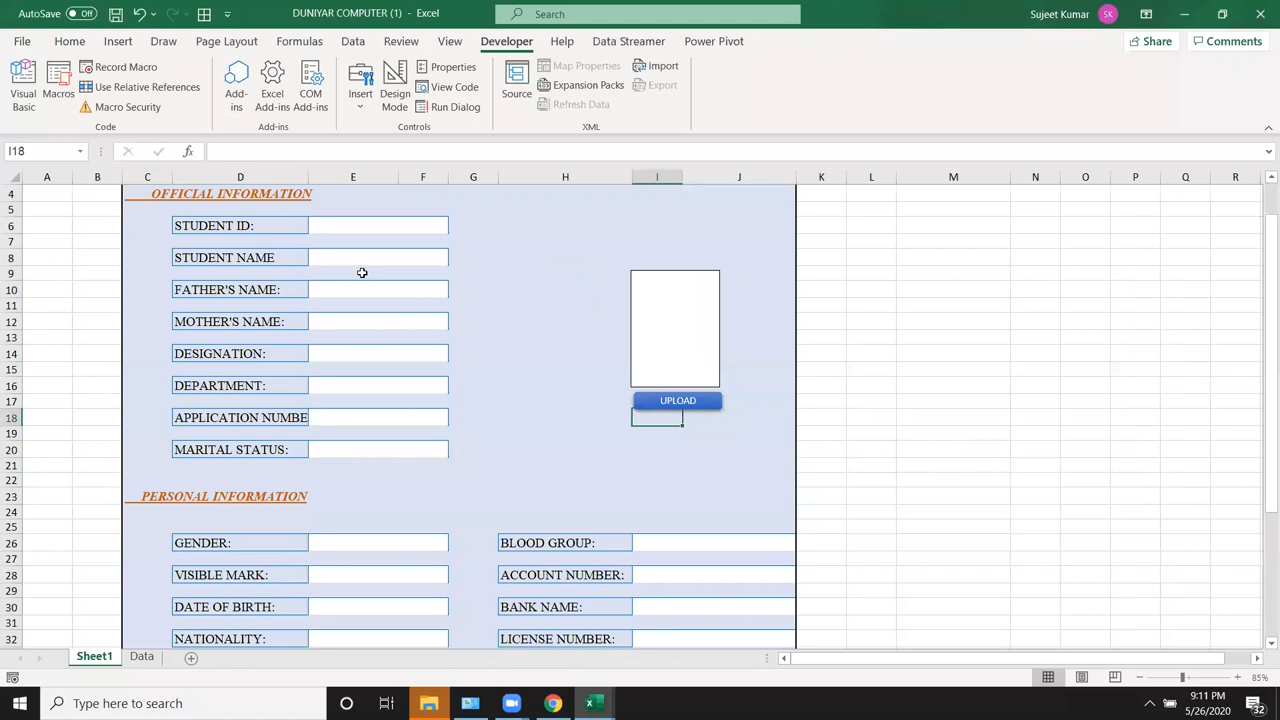 AutoSave Off DUNIYAR COMPUTER (1) - Excel Search Sujeet Kumar SK
File Home Insert Draw Page Layout Formulas Data Review View Developer Help Data Streamer Power Pivot Share Comments
Visual Basic
Macros
Record Macro
Use Relative References
Macro Security
Code
Add-ins
Excel Add-ins
COM Add-ins
Add-ins
Insert
Design Mode
Properties
View Code
Run Dialog
Controls
Source
Map Properties
Expansion Packs
Refresh Data
Import
Export
XML
I18 fx
A B C D E F G H I J K L M N O P Q R
4 OFFICIAL INFORMATION
5
6 STUDENT ID:
7
8 STUDENT NAME
9
10 FATHER'S NAME:
11
12 MOTHER'S NAME:
13
14 DESIGNATION:
15
16 DEPARTMENT:
17 UPLOAD
18 APPLICATION NUMBE
19
20 MARITAL STATUS:
21
22
23 PERSONAL INFORMATION
24
25
26 GENDER: BLOOD GROUP:
27
28 VISIBLE MARK: ACCOUNT NUMBER:
29
30 DATE OF BIRTH: BANK NAME:
31
32 NATIONALITY: LICENSE NUMBER:
Sheet1 Data
85%
Type here to search
9:11 PM
5/26/2020
32